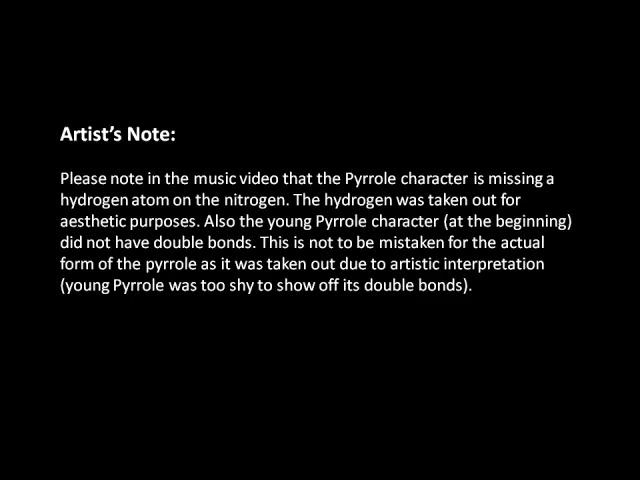 Artist's Note:
Please note in the music video that the Pyrrole character is missing a
hydrogen atom on the nitrogen. The hydrogen was taken out for
aesthetic purposes. Also the young Pyrrole character (at the beginning)
did not have double bonds. This is not to be mistaken for the actual
form of the pyrrole as it was taken out due to artistic interpretation
(young Pyrrole was too shy to show off its double bonds).